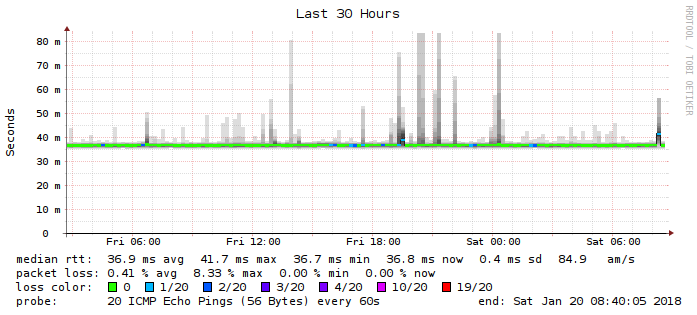 Last 30 Hours
RRDTOOL / TOBI OETIKER
Seconds
80 m
70 m
60 m
50 m
40 m
30 m
20 m
10 m
0
Fri 06:00 Fri 12:00 Fri 18:00 Sat 00:00 Sat 06:00
median rtt: 36.9 ms avg 41.7 ms max 36.7 ms min 36.8 ms now 0.4 ms sd 84.9 am/s
packet loss: 0.41 % avg 8.33 % max 0.00 % min 0.00 % now
loss color: 0 1/20 2/20 3/20 4/20 10/20 19/20
probe: 20 ICMP Echo Pings (56 Bytes) every 60s end: Sat Jan 20 08:40:05 2018